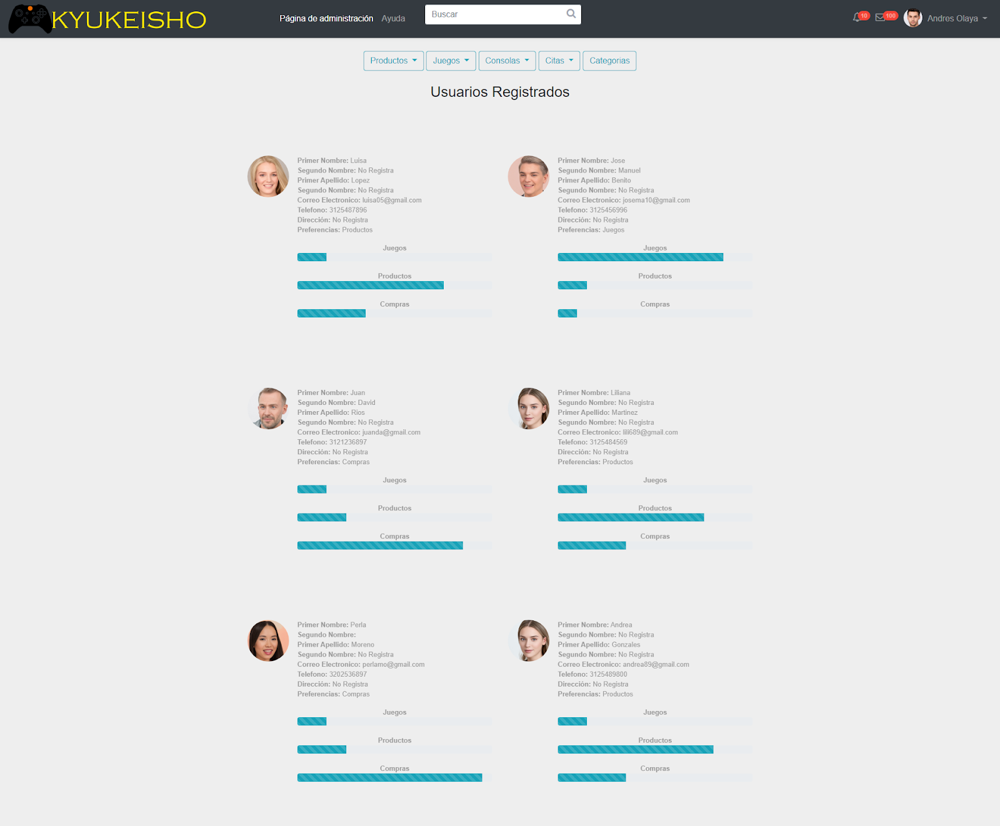 KYUKEISHO
Página de administración Ayuda
Buscar
10
100
Andres Olaya
Productos Juegos Consolas Citas Categorias
Usuarios Registrados
Primer Nombre: Luisa
Segundo Nombre: No Registra
Primer Apellido: Lopez
Segundo Nombre: No Registra
Correo Electronico: luisa05@gmail.com
Telefono: 3125487896
Dirección: No Registra
Preferencias: Productos
Juegos
Productos
Compras
Primer Nombre: Jose
Segundo Nombre: Manuel
Primer Apellido: Benito
Segundo Nombre: No Registra
Correo Electronico: josema10@gmail.com
Telefono: 3125456996
Dirección: No Registra
Preferencias: Juegos
Juegos
Productos
Compras
Primer Nombre: Juan
Segundo Nombre: David
Primer Apellido: Rios
Segundo Nombre: No Registra
Correo Electronico: juanda@gmail.com
Telefono: 3121236897
Dirección: No Registra
Preferencias: Compras
Juegos
Productos
Compras
Primer Nombre: Liliana
Segundo Nombre: No Registra
Primer Apellido: Martinez
Segundo Nombre: No Registra
Correo Electronico: lili689@gmail.com
Telefono: 3125484569
Dirección: No Registra
Preferencias: Productos
Juegos
Productos
Compras
Primer Nombre: Perla
Segundo Nombre:
Primer Apellido: Moreno
Segundo Nombre: No Registra
Correo Electronico: perlamo@gmail.com
Telefono: 3202536897
Dirección: No Registra
Preferencias: Compras
Juegos
Productos
Compras
Primer Nombre: Andrea
Segundo Nombre: No Registra
Primer Apellido: Gonzales
Segundo Nombre: No Registra
Correo Electronico: andrea89@gmail.com
Telefono: 3125489800
Dirección: No Registra
Preferencias: Productos
Juegos
Productos
Compras